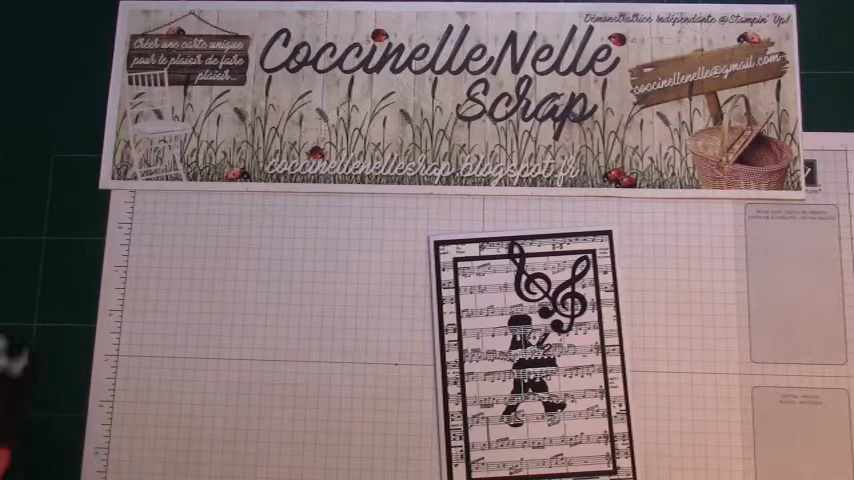 Démonstratrice Indépendante @Stampin' Up!
Créer une carte unique
pour le plaisir de faire
plaisir...
CoccinelleNelle
Scrap
coccinellenelle@gmail.com
coccinellenellescrap.blogspot.fr